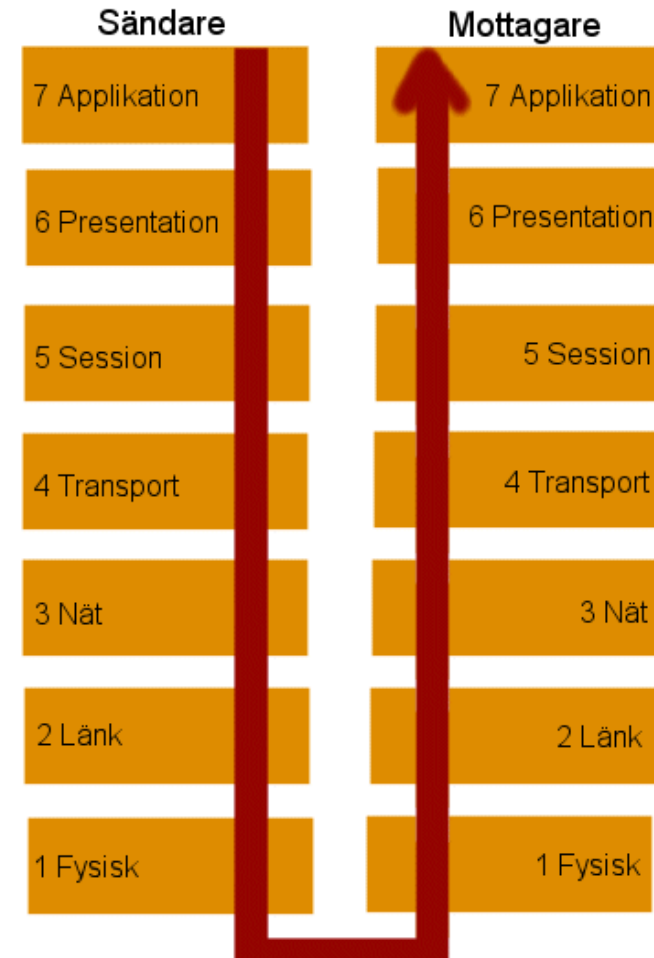 Sändare
7 Applikation
6 Presentation
5 Session
4 Transport
3 Nät
2 Länk
1 Fysisk
Mottagare
7 Applikation
6 Presentation
5 Session
4 Transport
3 Nät
2 Länk
1 Fysisk